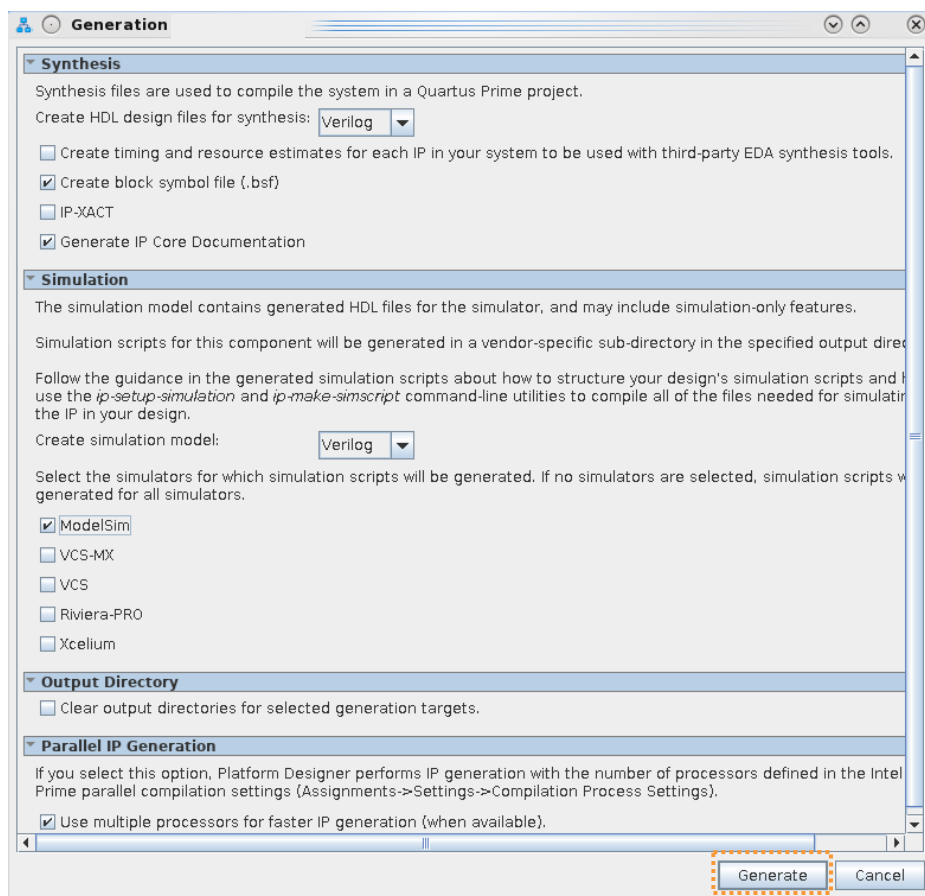 Generation
Synthesis
Synthesis files are used to compile the system in a Quartus Prime project.
Create HDL design files for synthesis: Verilog
Create timing and resource estimates for each IP in your system to be used with third-party EDA synthesis tools.
Create block symbol file (.bsf)
IP-XACT
Generate IP Core Documentation
Simulation
The simulation model contains generated HDL files for the simulator, and may include simulation-only features.
Simulation scripts for this component will be generated in a vendor-specific sub-directory in the specified output
Follow the guidance in the generated simulation scripts about how to structure your design's simulation scripts and
use the ip-setup-simulation and ip-make-simscript command-line utilities to compile all of the files needed for
the IP in your design.
Create simulation model: Verilog
Select the simulators for which simulation scripts will be generated. If no simulators are selected, simulation scripts
generated for all simulators.
ModelSim
VCS-MX
VCS
Riviera-PRO
Xcelium
Output Directory
Clear output directories for selected generation targets.
Parallel IP Generation
If you select this option, Platform Designer performs IP generation with the number of processors defined in the Intel
Prime parallel compilation settings (Assignments->Settings->Compilation Process Settings).
Use multiple processors for faster IP generation (when available).
Generate Cancel